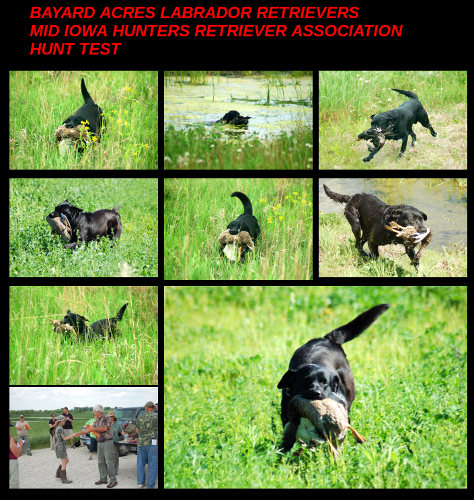 BAYARD ACRES LABRADOR RETRIEVERS
MID IOWA HUNTERS RETRIEVER ASSOCIATION
HUNT TEST